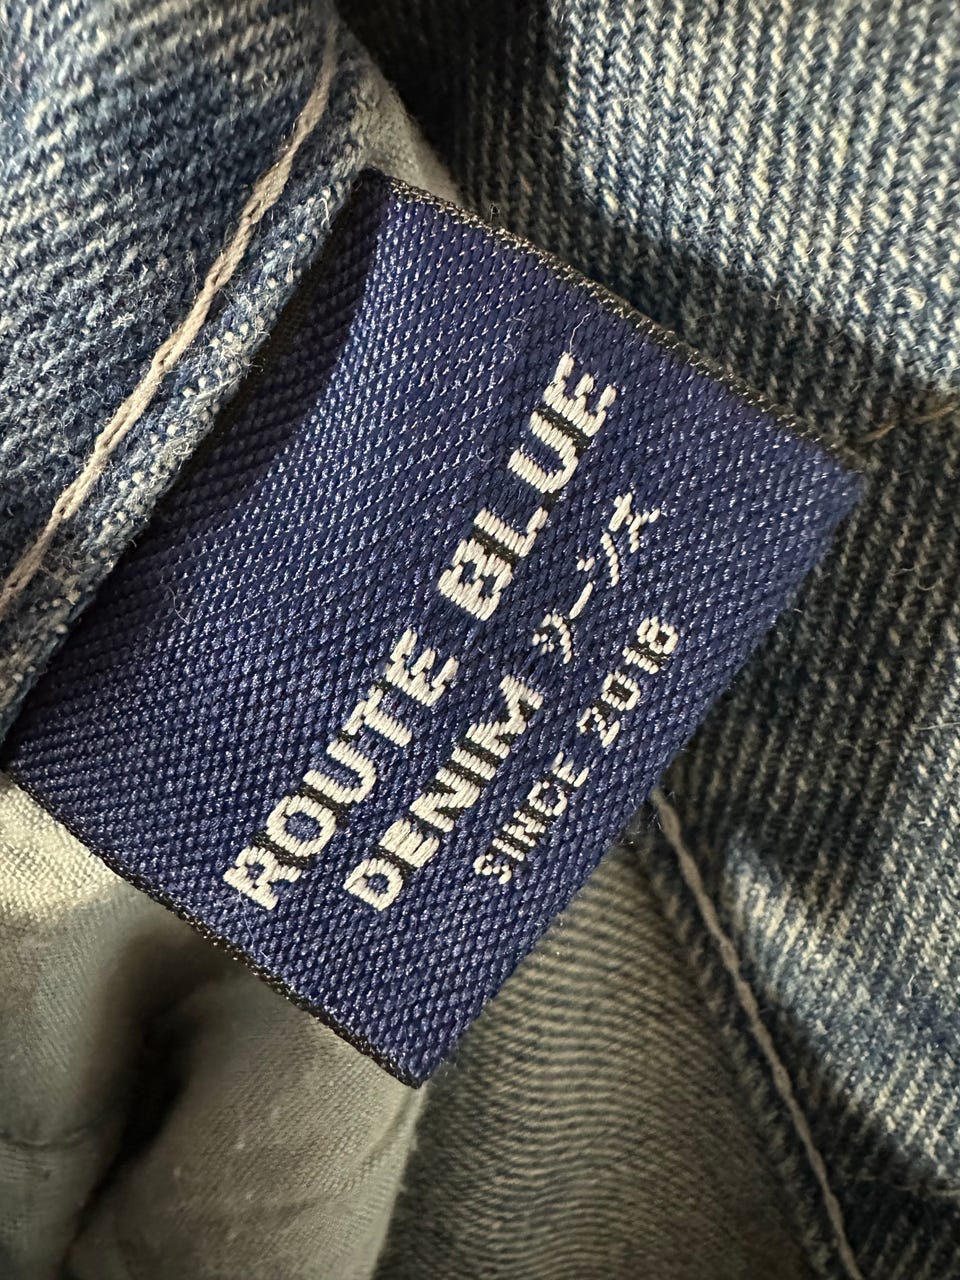 ROUTE BLUE
DENIM ジーンズ
SINCE 2018